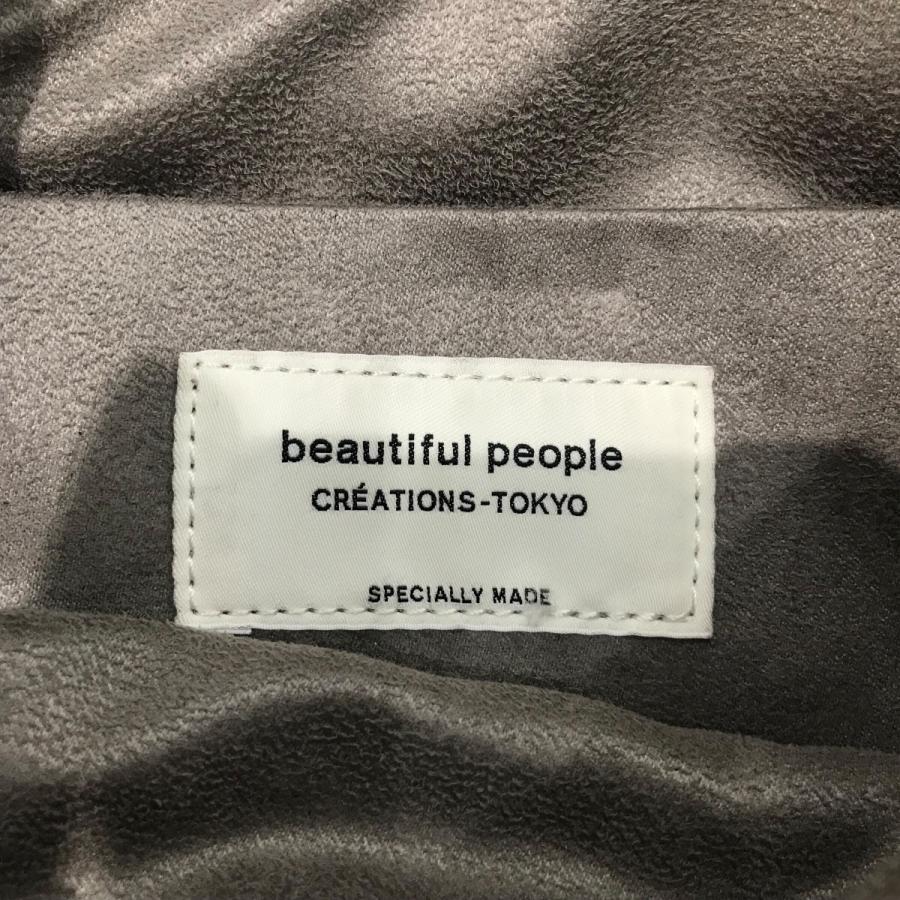 beautiful people
CRÉATIONS-TOKYO
SPECIALLY MADE